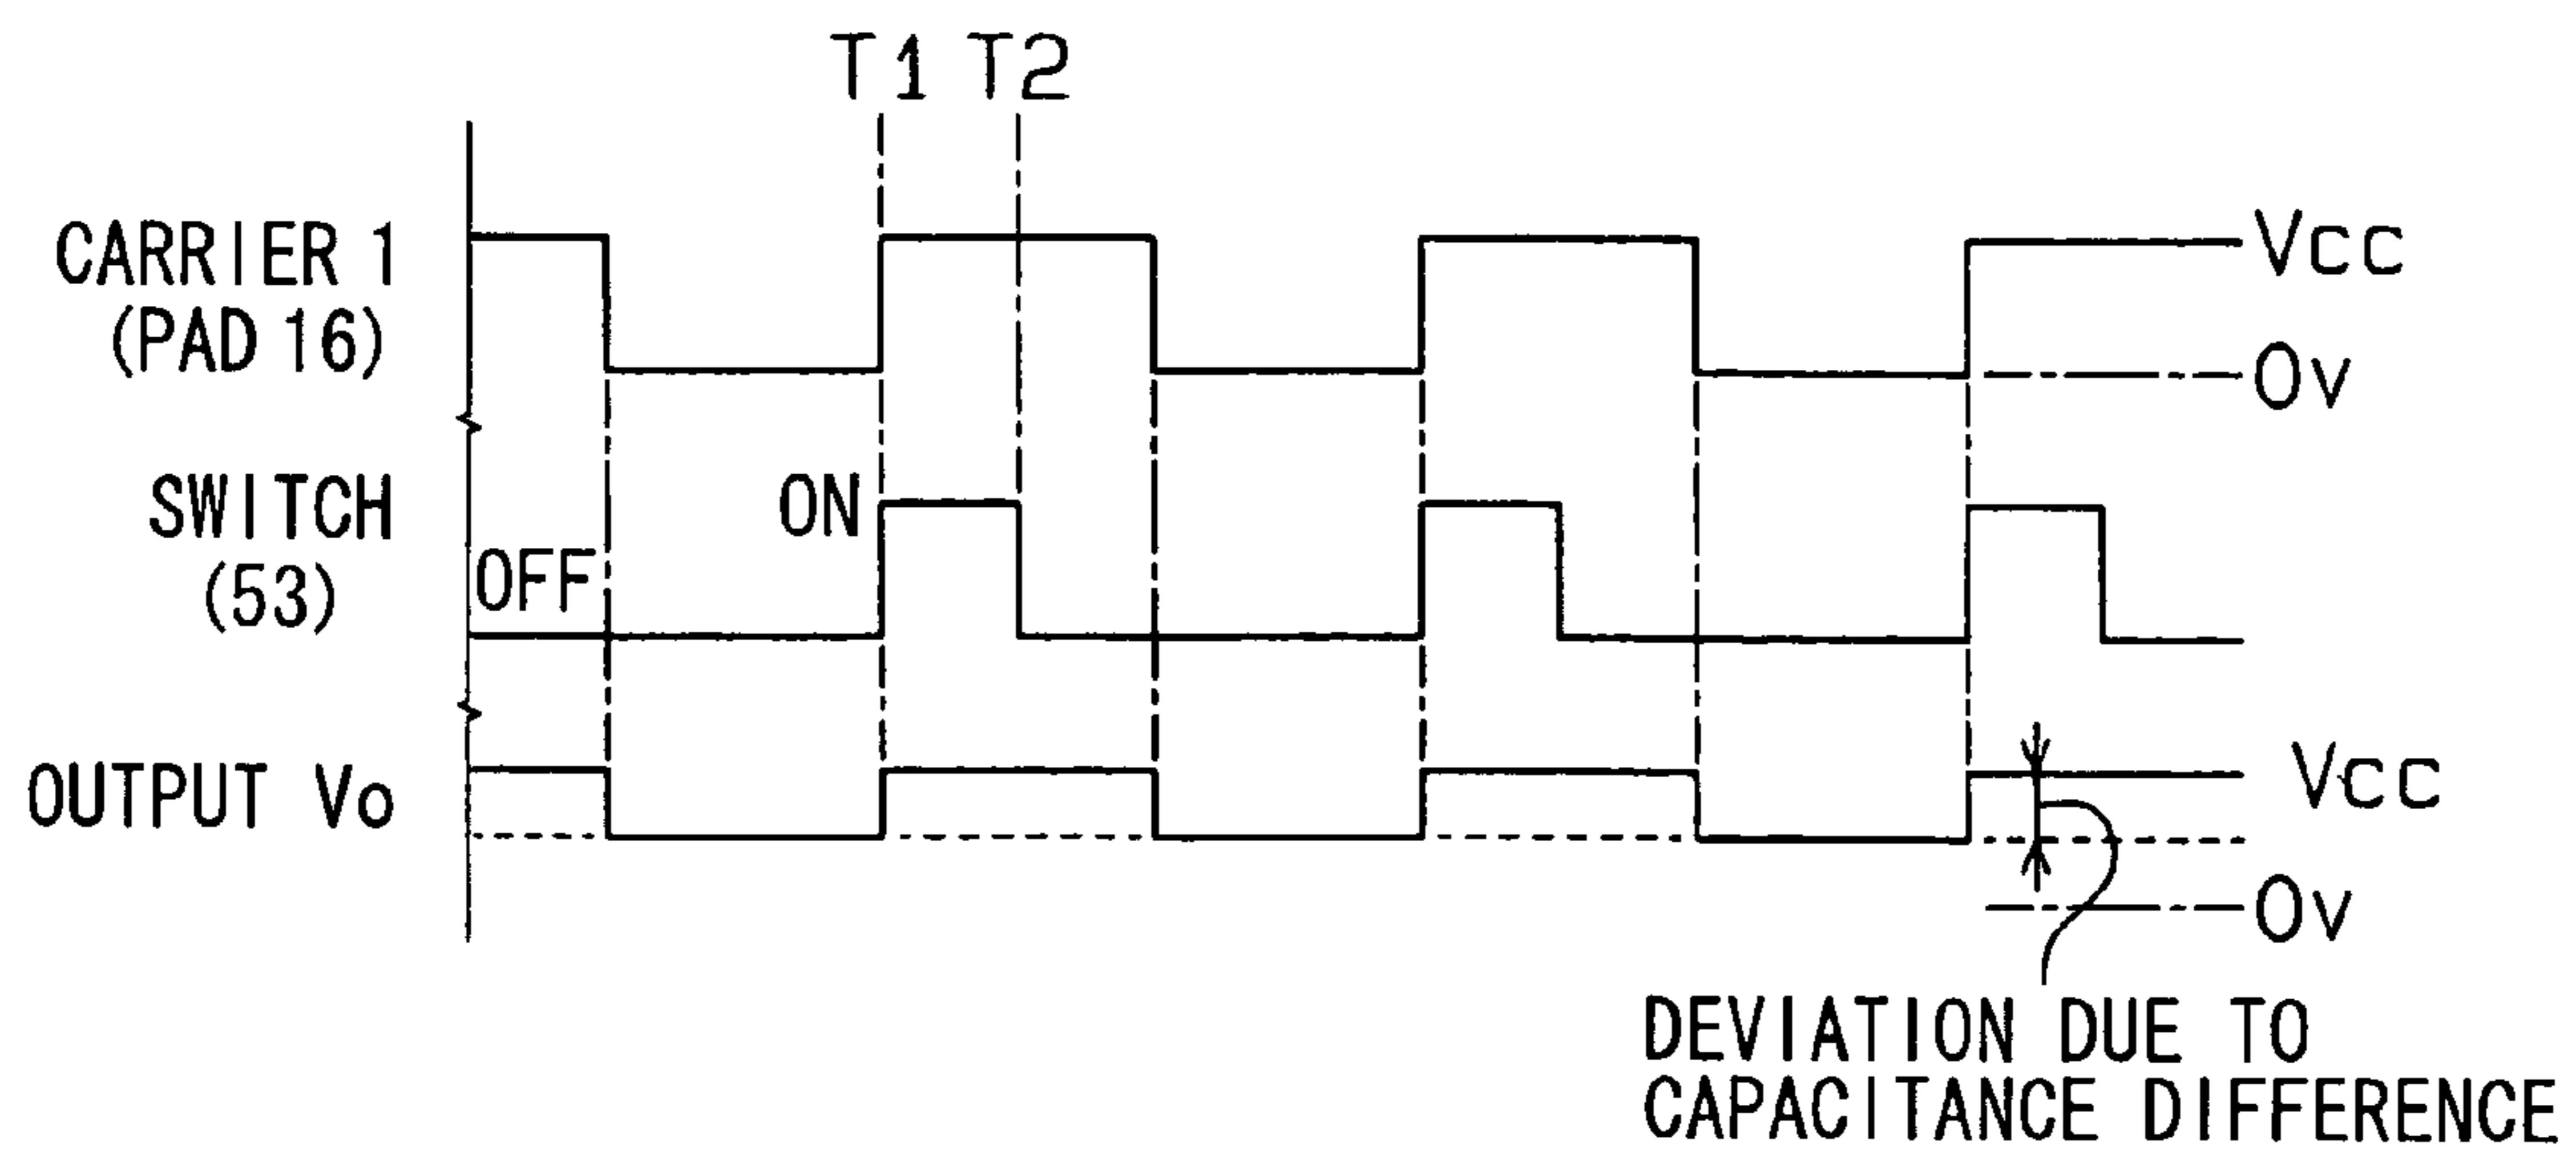 T1 T2
CARRIER 1
(PAD 16)
Vcc
0v
SWITCH
(53)
OFF
ON
OUTPUT Vo
Vcc
0v
DEVIATION DUE TO
CAPACITANCE DIFFERENCE